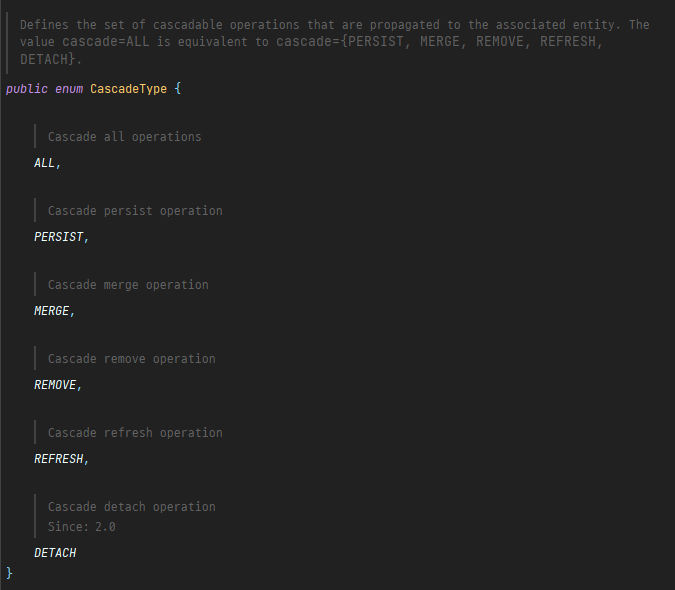 Defines the set of cascadable operations that are propagated to the associated entity. The
value cascade=ALL is equivalent to cascade={PERSIST, MERGE, REMOVE, REFRESH,
DETACH}.
public enum CascadeType {
Cascade all operations
ALL,
Cascade persist operation
PERSIST,
Cascade merge operation
MERGE,
Cascade remove operation
REMOVE,
Cascade refresh operation
REFRESH,
Cascade detach operation
Since: 2.0
DETACH
}